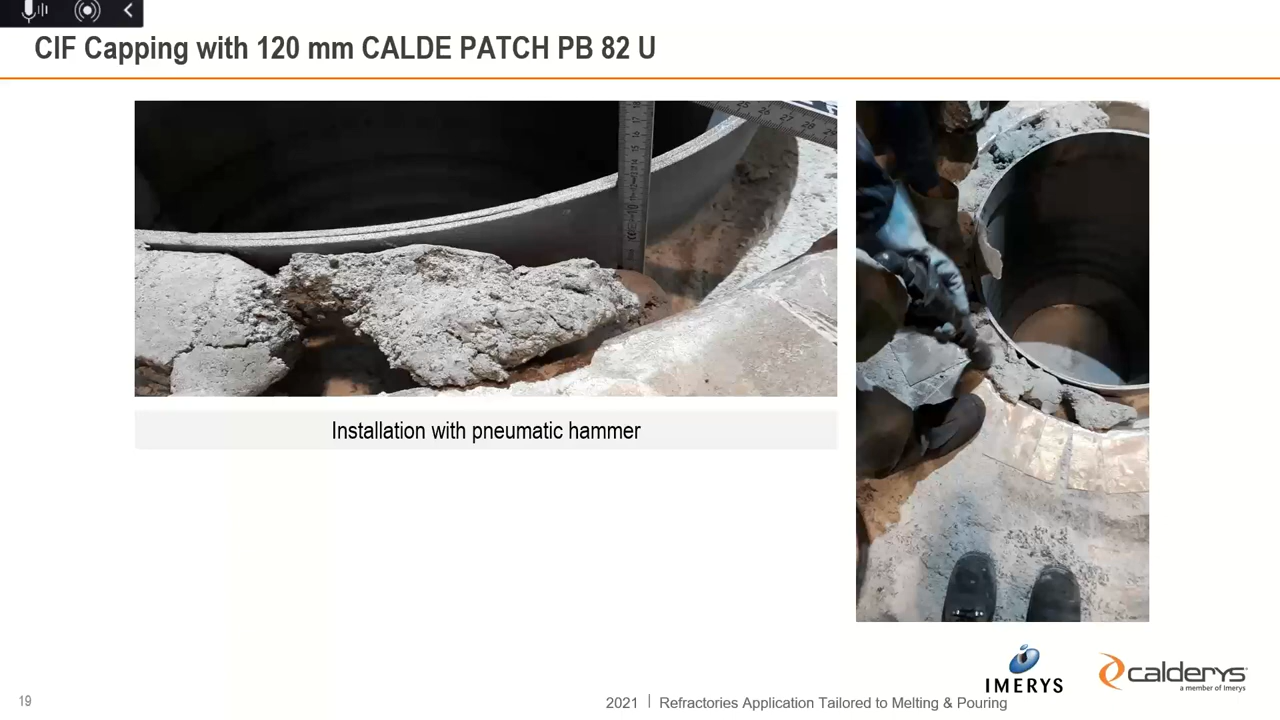 CIF Capping with 120 mm CALDE PATCH PB 82 U
Installation with pneumatic hammer
IMERYS
calderys
a member of Imerys
19
2021 | Refractories Application Tailored to Melting & Pouring